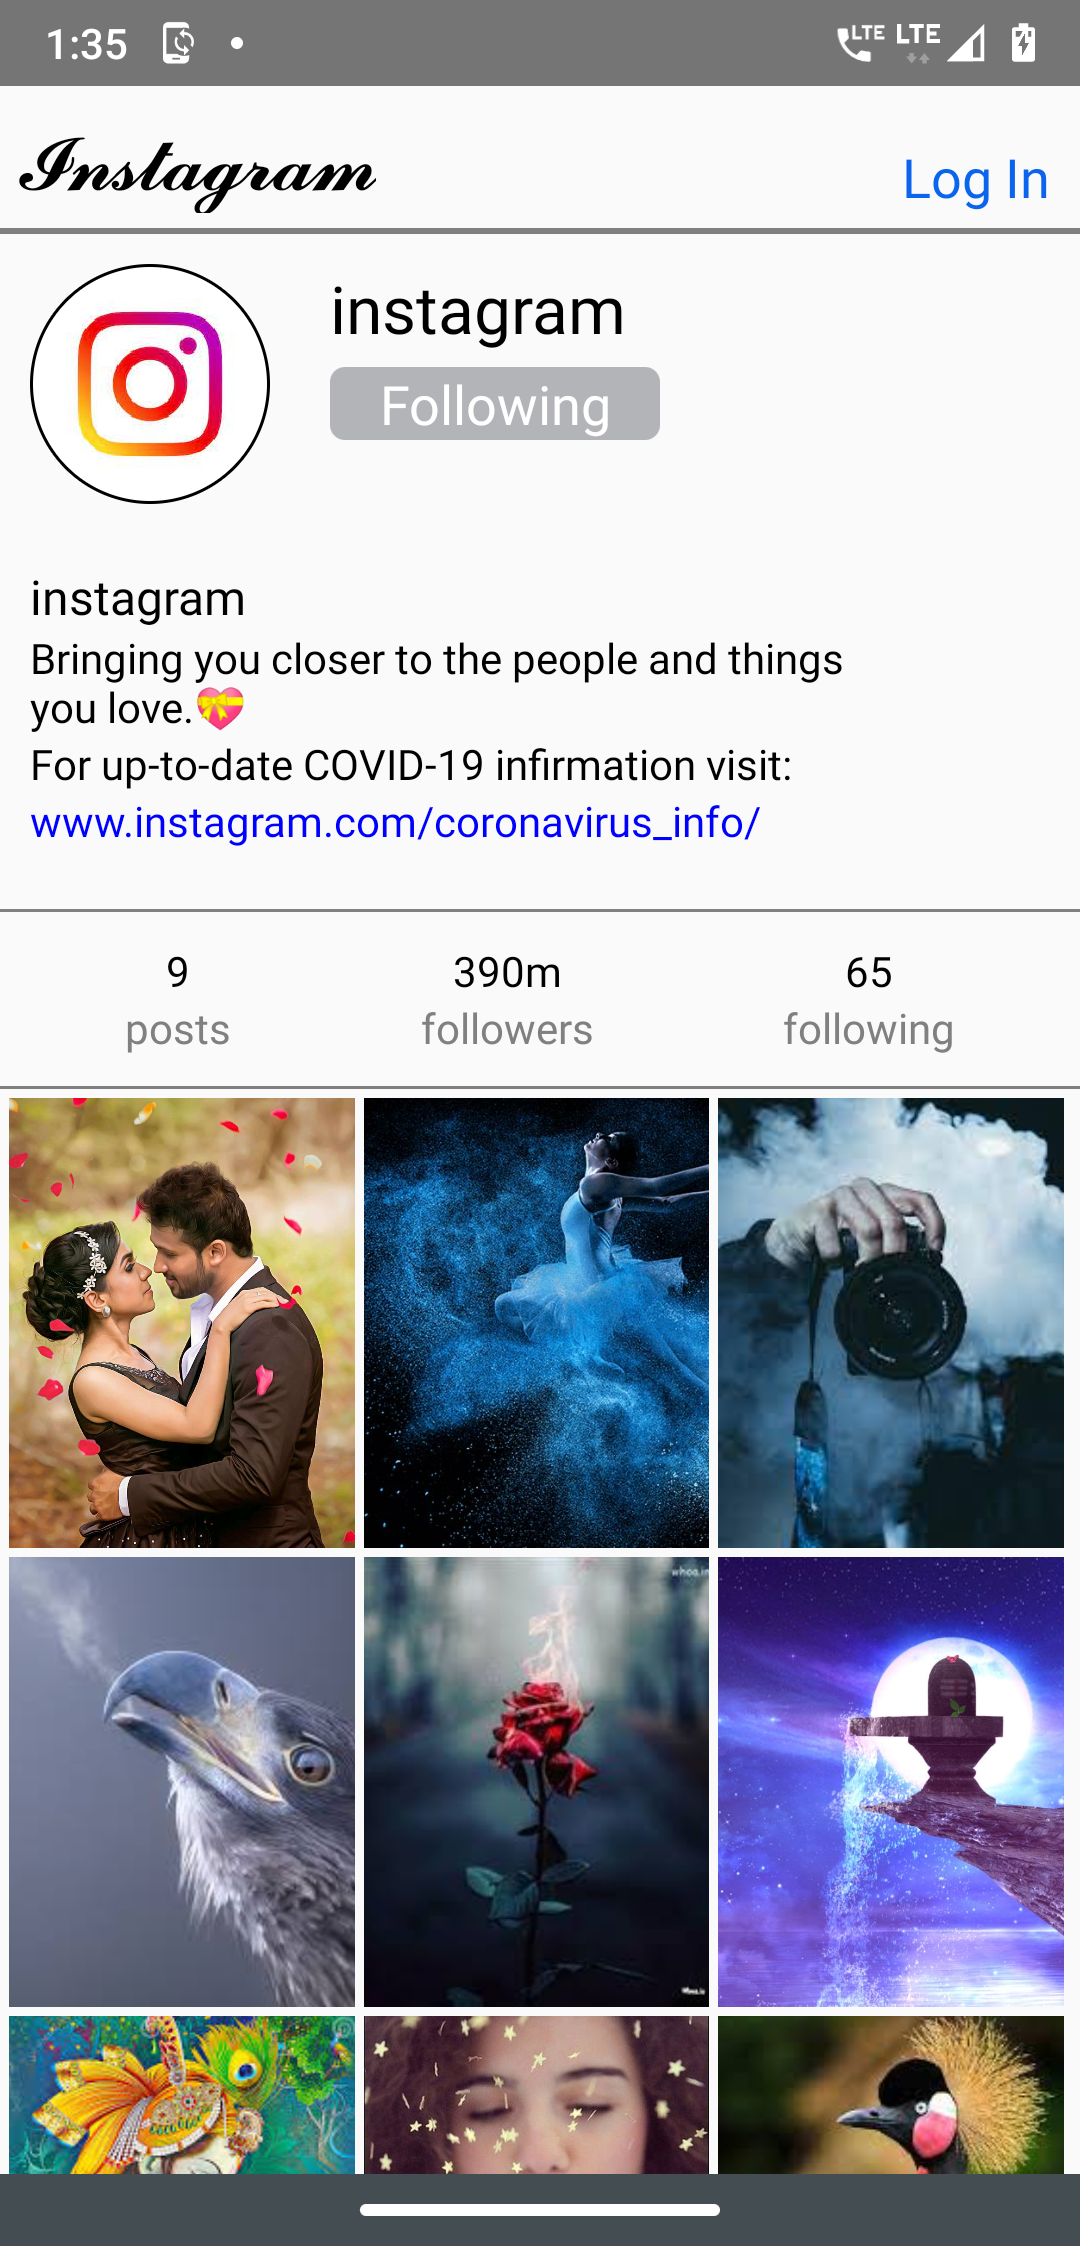 1:35
LTE LTE
Instagram
Log In
instagram
Following
instagram
Bringing you closer to the people and things
you love.💝
For up-to-date COVID-19 infirmation visit:
www.instagram.com/coronavirus_info/
9 390m 65
posts followers following
whoa.in